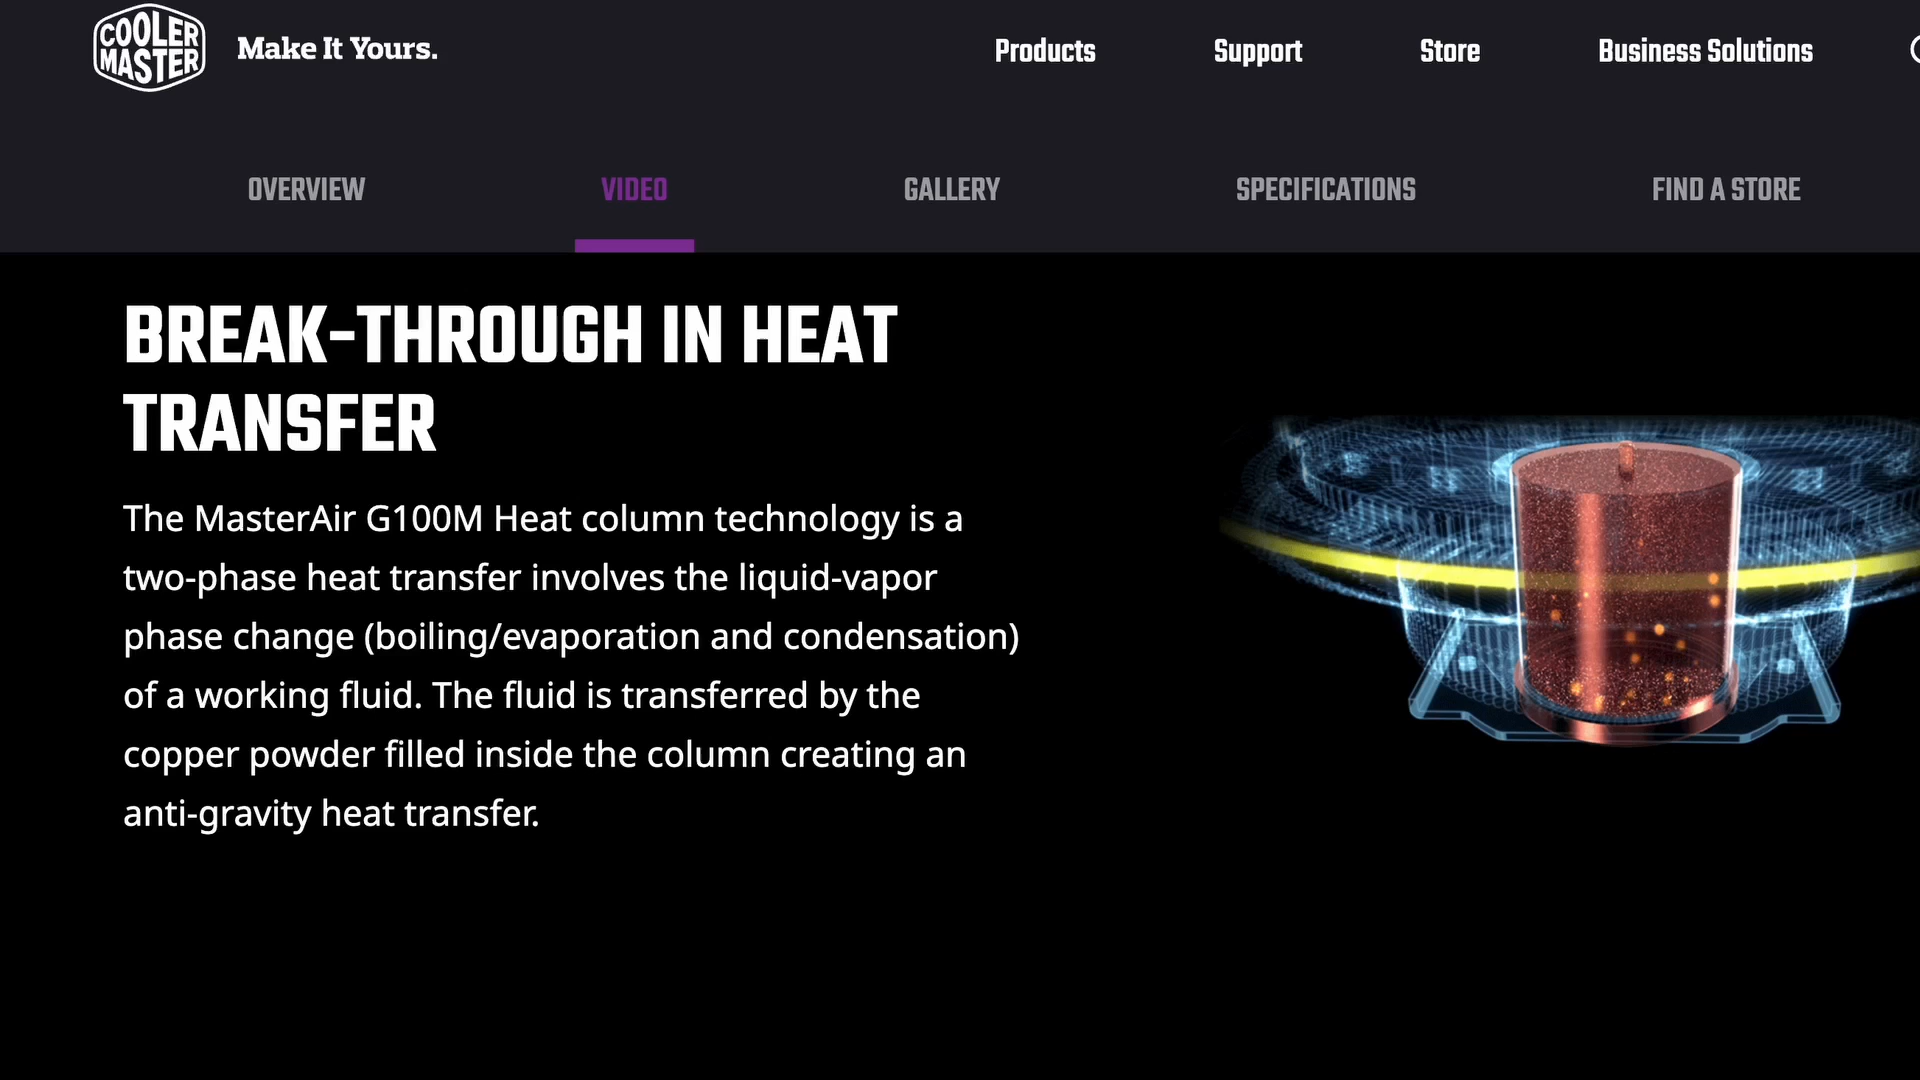 COOLER
MASTER
Make It Yours.
Products
Support
Store
Business Solutions
OVERVIEW
VIDEO
GALLERY
SPECIFICATIONS
FIND A STORE
BREAK-THROUGH IN HEAT
TRANSFER
The MasterAir G100M Heat column technology is a
two-phase heat transfer involves the liquid-vapor
phase change (boiling/evaporation and condensation)
of a working fluid. The fluid is transferred by the
copper powder filled inside the column creating an
anti-gravity heat transfer.